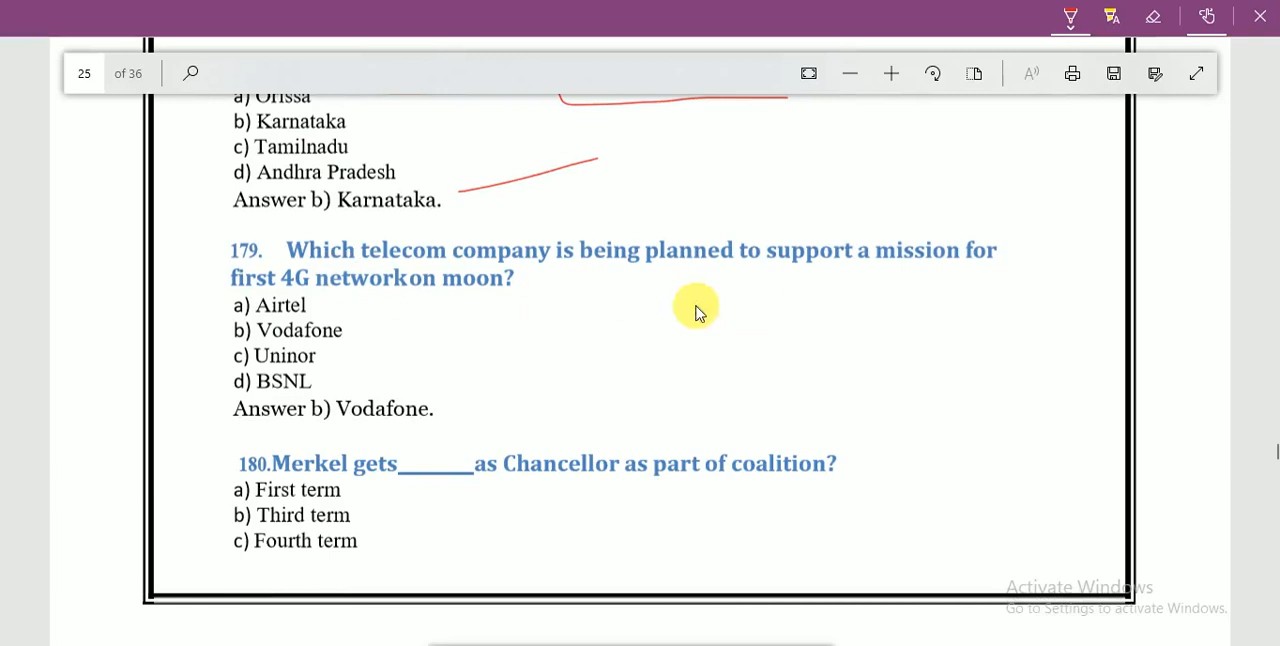 25 of 36
a) Orissa
b) Karnataka
c) Tamilnadu
d) Andhra Pradesh
Answer b) Karnataka.
179. Which telecom company is being planned to support a mission for
first 4G networkon moon?
a) Airtel
b) Vodafone
c) Uninor
d) BSNL
Answer b) Vodafone.
180.Merkel gets_______as Chancellor as part of coalition?
a) First term
b) Third term
c) Fourth term
Activate Windows
Go to Settings to activate Windows.